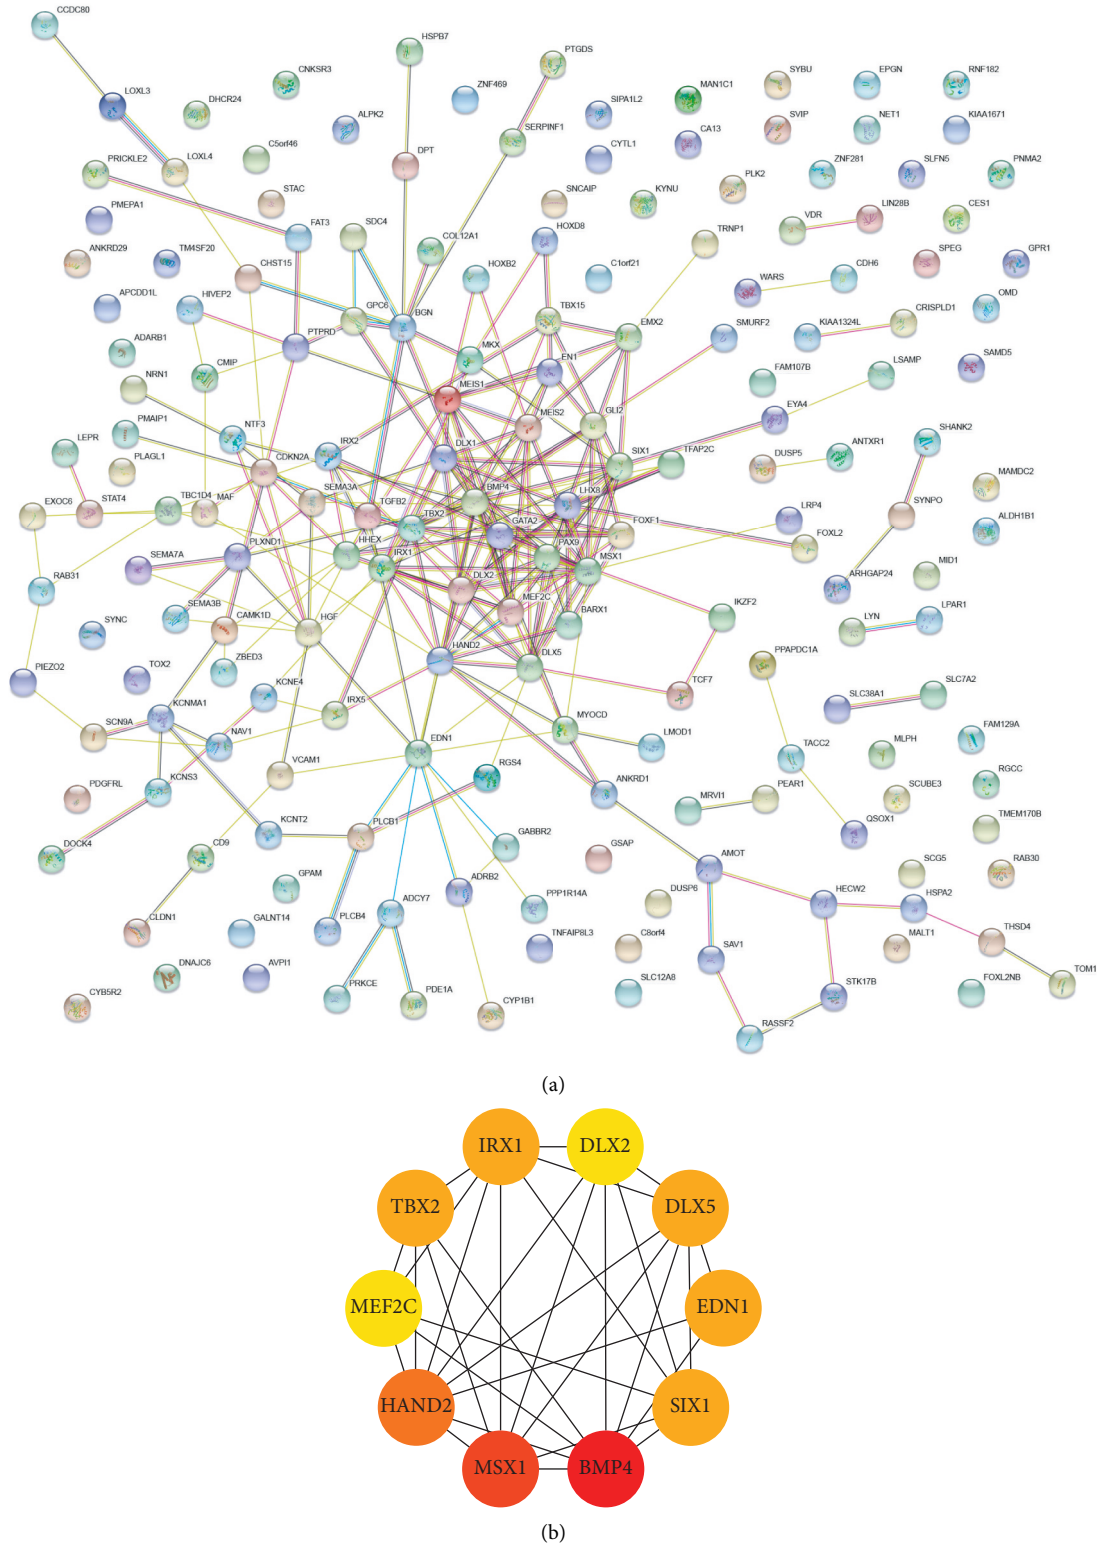 CCDC80
HSPB7
PTGDS
CNKSR3
ZNF469
SYBU
EPGN
RNF182
LOXL3
DHCR24
ALPK2
SIPA1L2
MAN1C1
SVIP
NET1
KIAA1671
C5orf46
SERPINF1
CA13
LOXL4
DPT
CYTL1
PRICKLE2
STAC
SNCAIP
KYNU
PLK2
ZNF281
SLFN5
PNMA2
PMEPA1
FAT3
SDC4
COL12A1
HOXD8
TRNP1
VDR
LIN28B
CES1
ANKRD29
TM4SF20
CHST15
HOXB2
C1orf21
WARS
CDH6
SPEG
GPR1
APCDD1L
HIVEP2
GPC6
BGN
TBX15
EMX2
SMURF2
KIAA1324L
CRISPLD1
OMD
ADARB1
PTPRD
MKX
EN1
CMIP
FAM107B
LSAMP
SAMD5
NRN1
MEIS1
MEIS2
GLI2
EYA4
PMAIP1
NTF3
IRX2
DLX1
SIX1
TFAP2C
DUSP5
ANTXR1
SHANK2
LEPR
PLAGL1
CDKN2A
MAMDC2
EXOC6
STAT4
TBC1D4
MAF
SEMA3A
TGFB2
BMP4
LHX8
SYNPO
TBX2
GATA2
FOXF1
LRP4
FOXL2
ALDH1B1
SEMA7A
PLXND1
HHEX
IRX1
PAX9
MSX1
RAB31
DLX2
ARHGAP24
MID1
SEMA3B
CAMK1D
HGF
MEF2C
BARX1
IKZF2
LYN
LPAR1
SYNC
ZBED3
HAND2
DLX5
PPAPDC1A
PIEZO2
TOX2
KCNE4
TCF7
SLC38A1
SLC7A2
SCN9A
KCNMA1
NAV1
IRX5
EDN1
MYOCD
LMOD1
TACC2
MLPH
FAM129A
PDGFRL
KCNS3
VCAM1
RGS4
ANKRD1
MRVI1
PEAR1
SCUBE3
RGCC
QSOX1
TMEM170B
DOCK4
CD9
KCNT2
PLCB1
GABBR2
GSAP
AMOT
SCG5
RAB30
GPAM
ADRB2
PPP1R14A
DUSP6
HECW2
HSPA2
CLDN1
GALNT14
PLCB4
ADCY7
TNFAIP8L3
C8orf4
SAV1
MALT1
THSD4
DNAJC6
AVPI1
SLC12A8
STK17B
FOXL2NB
TOM1
CYB5R2
PRKCE
PDE1A
CYP1B1
RASSF2
(a)
IRX1
DLX2
TBX2
DLX5
MEF2C
EDN1
HAND2
SIX1
MSX1
BMP4
(b)